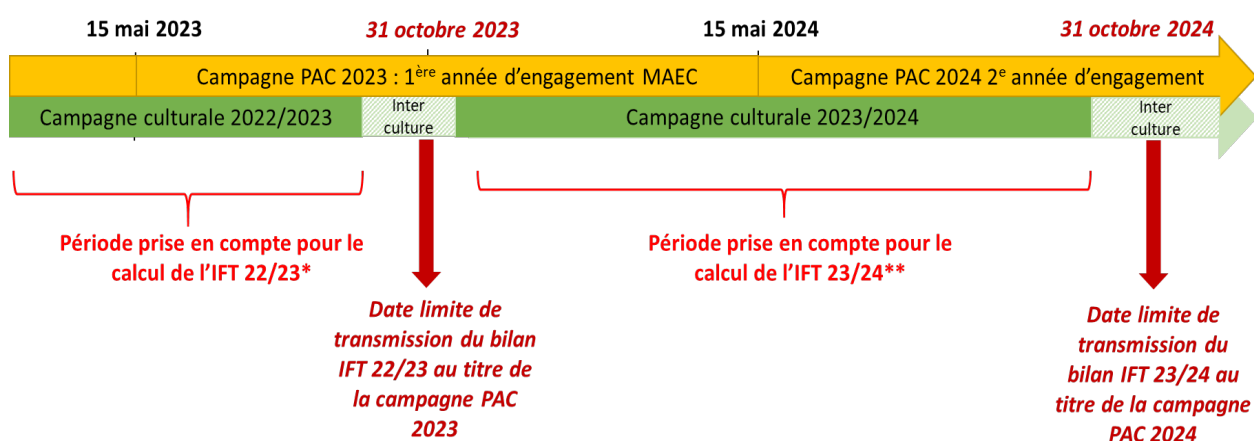 15 mai 2023
31 octobre 2023
15 mai 2024
31 octobre 2024
Campagne PAC 2023 : 1ère année d’engagement MAEC
Campagne PAC 2024 2e année d’engagement
Campagne culturale 2022/2023
Inter
culture
Campagne culturale 2023/2024
Inter
culture
Période prise en compte pour le
calcul de l’IFT 22/23*
Période prise en compte pour le
calcul de l’IFT 23/24**
Date limite de
transmission du bilan
IFT 22/23 au titre de
la campagne PAC
2023
Date limite de
transmission du
bilan IFT 23/24 au
titre de la campagne
PAC 2024